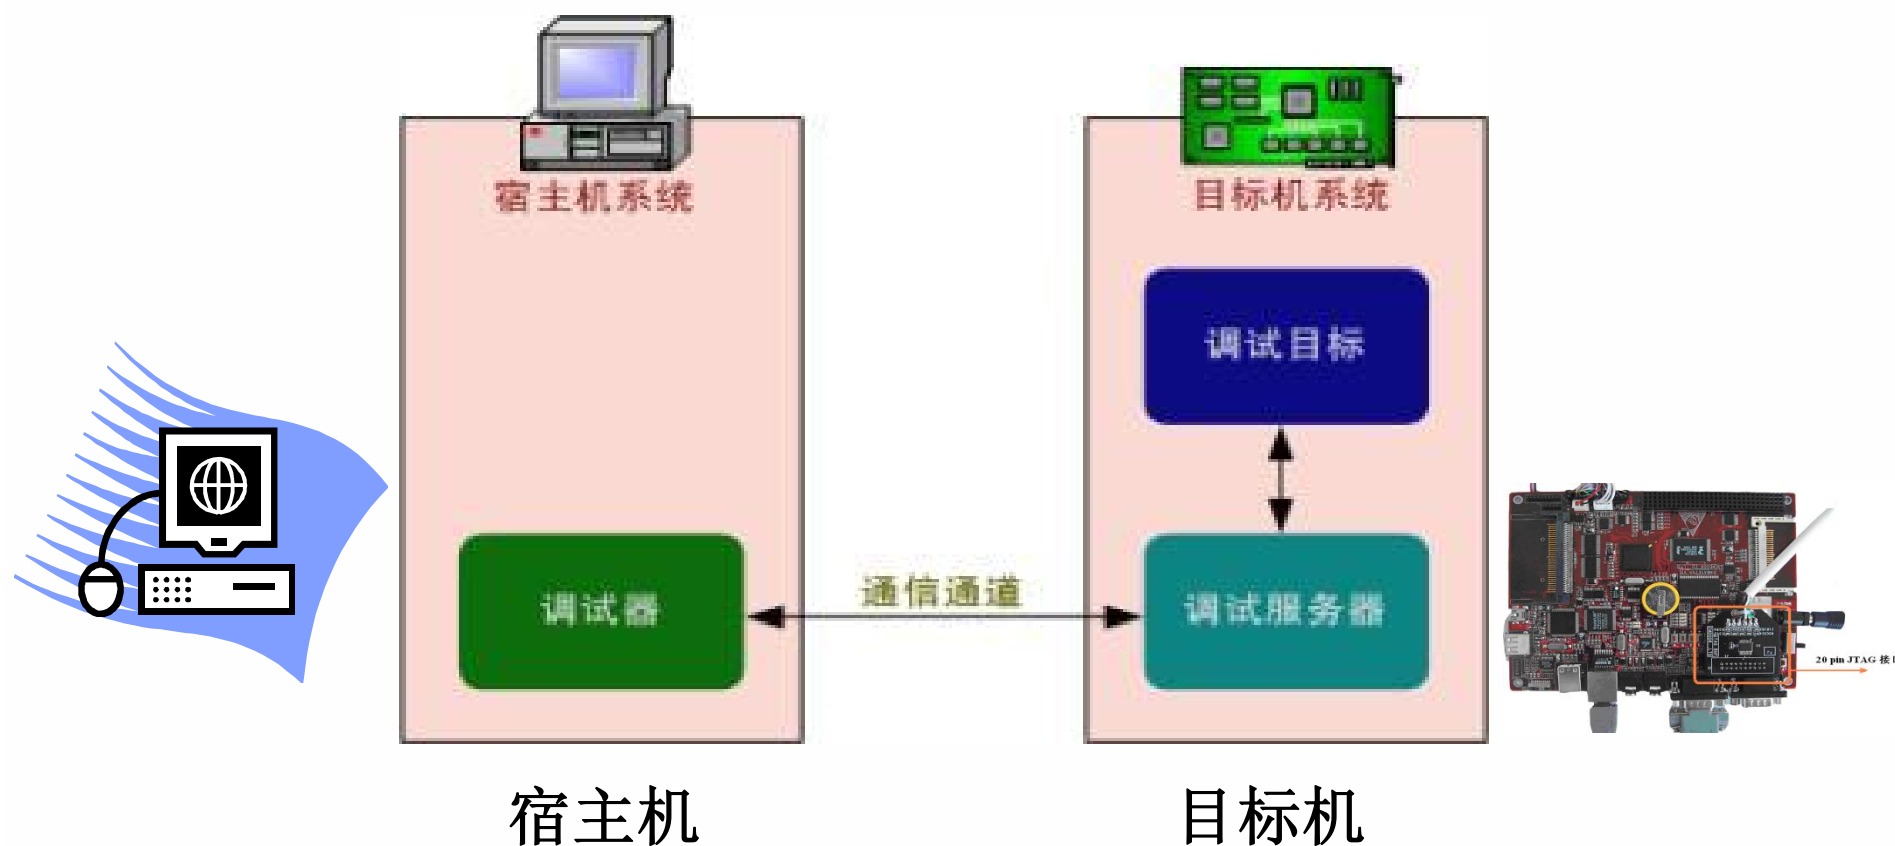 宿主机系统
目标机系统
调试目标
调试器
通信通道
调试服务器
20 pin JTAG 接
宿主机
目标机